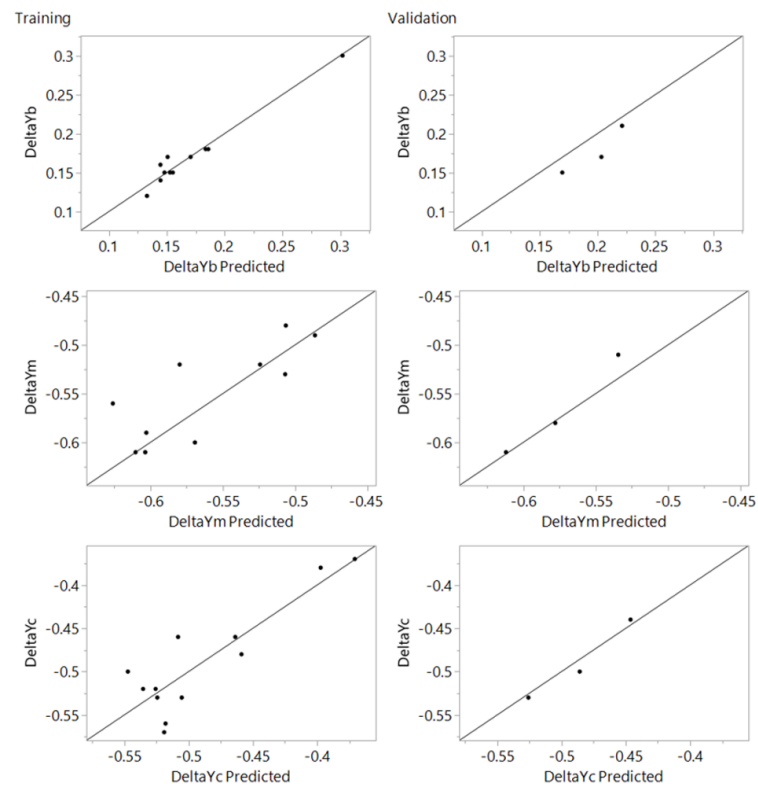 Training
Validation
DeltaYb
0.3
0.25
0.2
0.15
0.1
0.1 0.15 0.2 0.25 0.3
DeltaYb Predicted
DeltaYb
0.3
0.25
0.2
0.15
0.1
0.1 0.15 0.2 0.25 0.3
DeltaYb Predicted
DeltaYm
-0.45
-0.5
-0.55
-0.6
-0.6 -0.55 -0.5 -0.45
DeltaYm Predicted
DeltaYm
-0.45
-0.5
-0.55
-0.6
-0.6 -0.55 -0.5 -0.45
DeltaYm Predicted
DeltaYc
-0.4
-0.45
-0.5
-0.55
-0.55 -0.5 -0.45 -0.4
DeltaYc Predicted
DeltaYc
-0.4
-0.45
-0.5
-0.55
-0.55 -0.5 -0.45 -0.4
DeltaYc Predicted